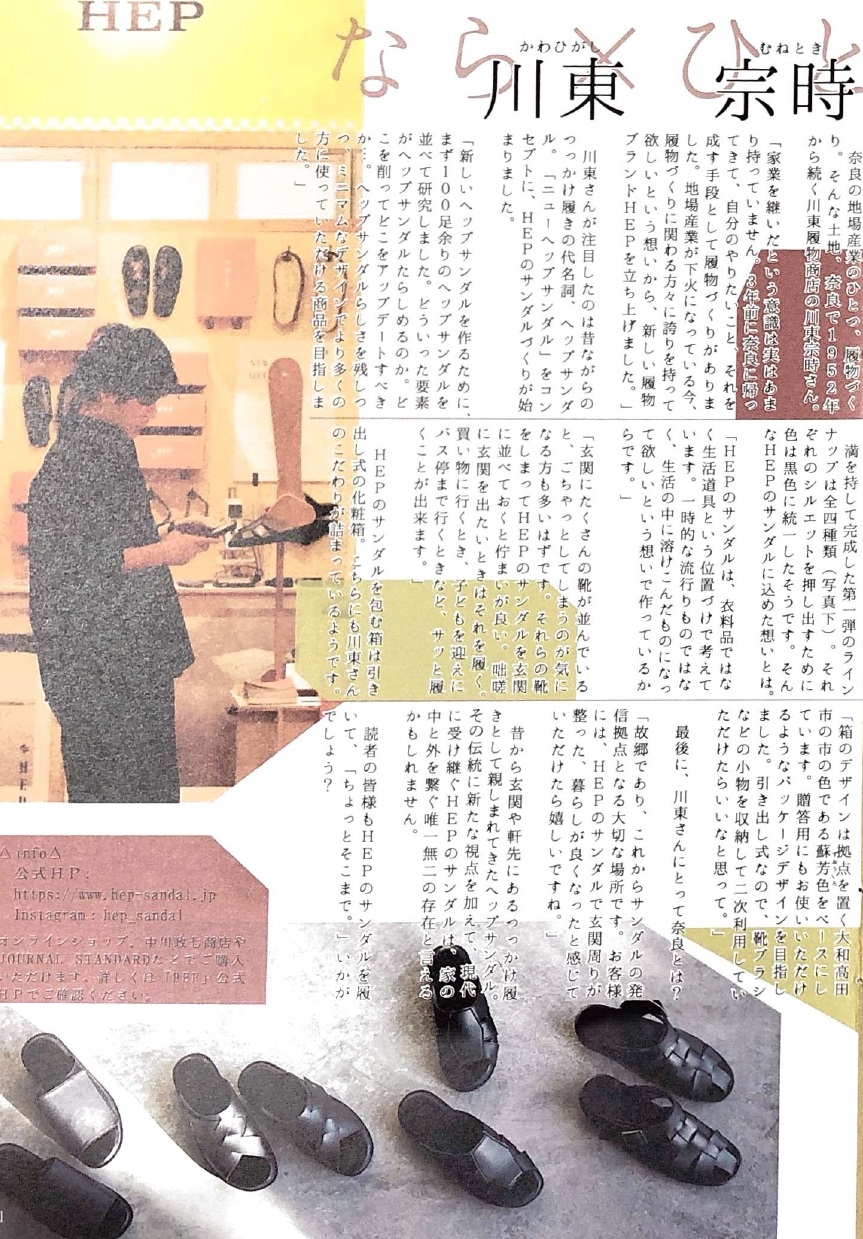 HEP
なら×ひと
かわひがし むねとき
川東 宗時
奈良の地場産業のひとつ、履物づく
り。そんな土地、奈良で1952年
から続く川東履物商店の川東宗時さん。
「家業を継いだという意識は実はあま
り持っていません。3年前に奈良に帰っ
てきて、自分のやりたいこと、それを
成す手段として履物づくりがありま
した。地場産業が下火になっている今、
履物づくりに関わる方々に誇りを持って
欲しいという想いから、新しい履物
ブランドHEPを立ち上げました。」
川東さんが注目したのは昔ながらの
つっかけ履きの代名詞、ヘップサンダ
ル。「ニューヘップサンダル」をコン
セプトに、HEPのサンダルづくりが始
まりました。
「新しいヘップサンダルを作るために、
まず100足余りのヘップサンダルを
並べて研究しました。どういった要素
がヘップサンダルたらしめるのか。ど
こを削ってどこをアップデートすべき
か…。ヘップサンダルらしさを残しつ
つ、ミニマムなデザインでより多くの
方に使っていただける商品を目指しま
した。」
満を持して完成した第一弾のライン
ナップは全四種類（写真下）。それ
ぞれのシルエットを押し出すために
色は黒色に統一したそうです。そん
なHEPのサンダルに込めた想いとは。
「HEPのサンダルは、衣料品ではな
く生活道具という位置づけで考えて
います。一時的な流行りものではな
く、生活の中に溶けこんだものになっ
て欲しいという想いで作っているか
らです。」
「玄関にたくさんの靴が並んでいる
と、ごちゃっとしてしまうのが気に
なる方も多いはずです。それらの靴
をしまってHEPのサンダルを玄関
に並べておくと佇まいが良い。咄嗟
に玄関を出たいときはそれを履く。
買い物に行くとき、子どもを迎えに
バス停まで行くときなど、サッと履
くことが出来ます。」
HEPのサンダルを包む箱は引き
出し式の化粧箱。こちらにも川東さん
のこだわりが詰まっているようです。
「箱のデザインは拠点を置く大和高田
市の市の色である蘇芳色をベースにし
ています。贈答用にもお使いいただけ
るようなパッケージデザインを目指し
ました。引き出し式なので、靴ブラシ
などの小物を収納して二次利用してい
ただけたらいいなと思って。」
最後に、川東さんにとって奈良とは？
「故郷であり、これからサンダルの発
信拠点となる大切な場所です。お客様
には、HEPのサンダルで玄関周りが
整った、暮らしが良くなったと感じて
いただけたら嬉しいですね。」
昔から玄関や軒先にあるつっかけ履
きとして親しまれてきたヘップサンダル。
その伝統に新たな視点を加えて、現代
に受け継ぐHEPのサンダルは、家の
中と外を繋ぐ唯一無二の存在と言える
かもしれません。
読者の皆様もHEPのサンダルを履
いて、「ちょっとそこまで。」いかが
でしょう？
△info△
公式HP：
https://www.hep-sandal.jp
Instagram：hep_sandal
オンラインショップ、中川政七商店や
JOURNAL STANDARDなどでご購入
いただけます。詳しくは「HEP」公式
HPでご確認ください。